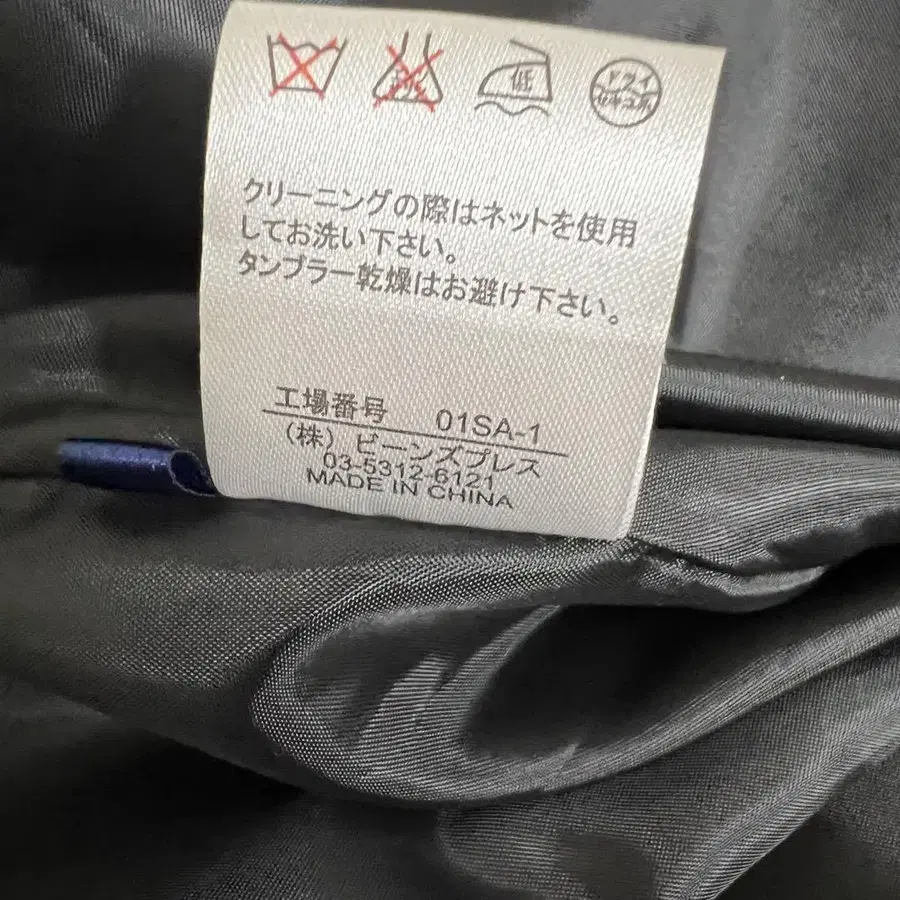 低
ドライ
セキユ系
クリーニングの際はネットを使用
してお洗い下さい。
タンブラー乾燥はお避け下さい。
工場番号 01SA-1
(株) ビーンズプレス
03-5312-6121
MADE IN CHINA